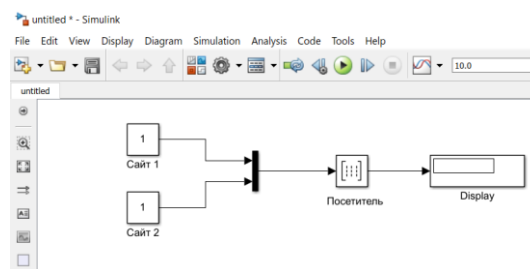 untitled * - Simulink
File Edit View Display Diagram Simulation Analysis Code Tools Help
10.0
untitled
1
Сайт 1
1
Сайт 2
Посетитель
Display